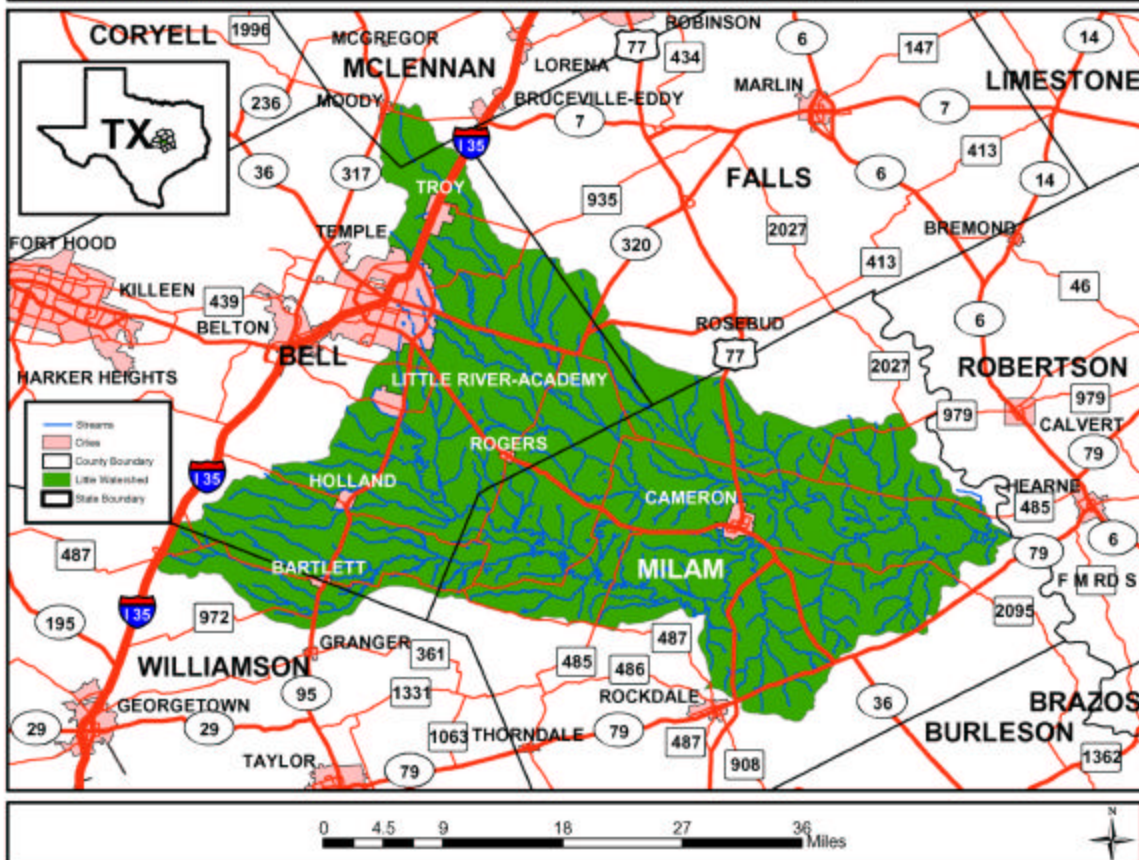 CORYELL
1996
MCGREGOR
MCLENNAN
MOODY
LORENA
BRUCEVILLE-EDDY
ROBINSON
77
434
6
147
14
MARLIN
LIMESTONE
7
7
TX
236
36
317
I 35
TROY
935
FALLS
413
6
14
FORT HOOD
TEMPLE
320
2027
BREMOND
413
KILLEEN
439
BELTON
BELL
46
6
HARKER HEIGHTS
ROSEBUD
77
2027
ROBERTSON
LITTLE RIVER-ACADEMY
979
979
CALVERT
Streams
Cities
County Boundary
Little Watershed
State Boundary
ROGERS
79
I 35
HOLLAND
CAMERON
HEARNE
485
6
487
BARTLETT
MILAM
79
F M RD S
I 35
195
972
2095
WILLIAMSON
GRANGER
361
487
485
486
95
1331
ROCKDALE
GEORGETOWN
29
29
1063
THORNDALE
79
487
36
BRAZOS
BURLESON
TAYLOR
79
908
1362
0 4.5 9 18 27 36
Miles
N